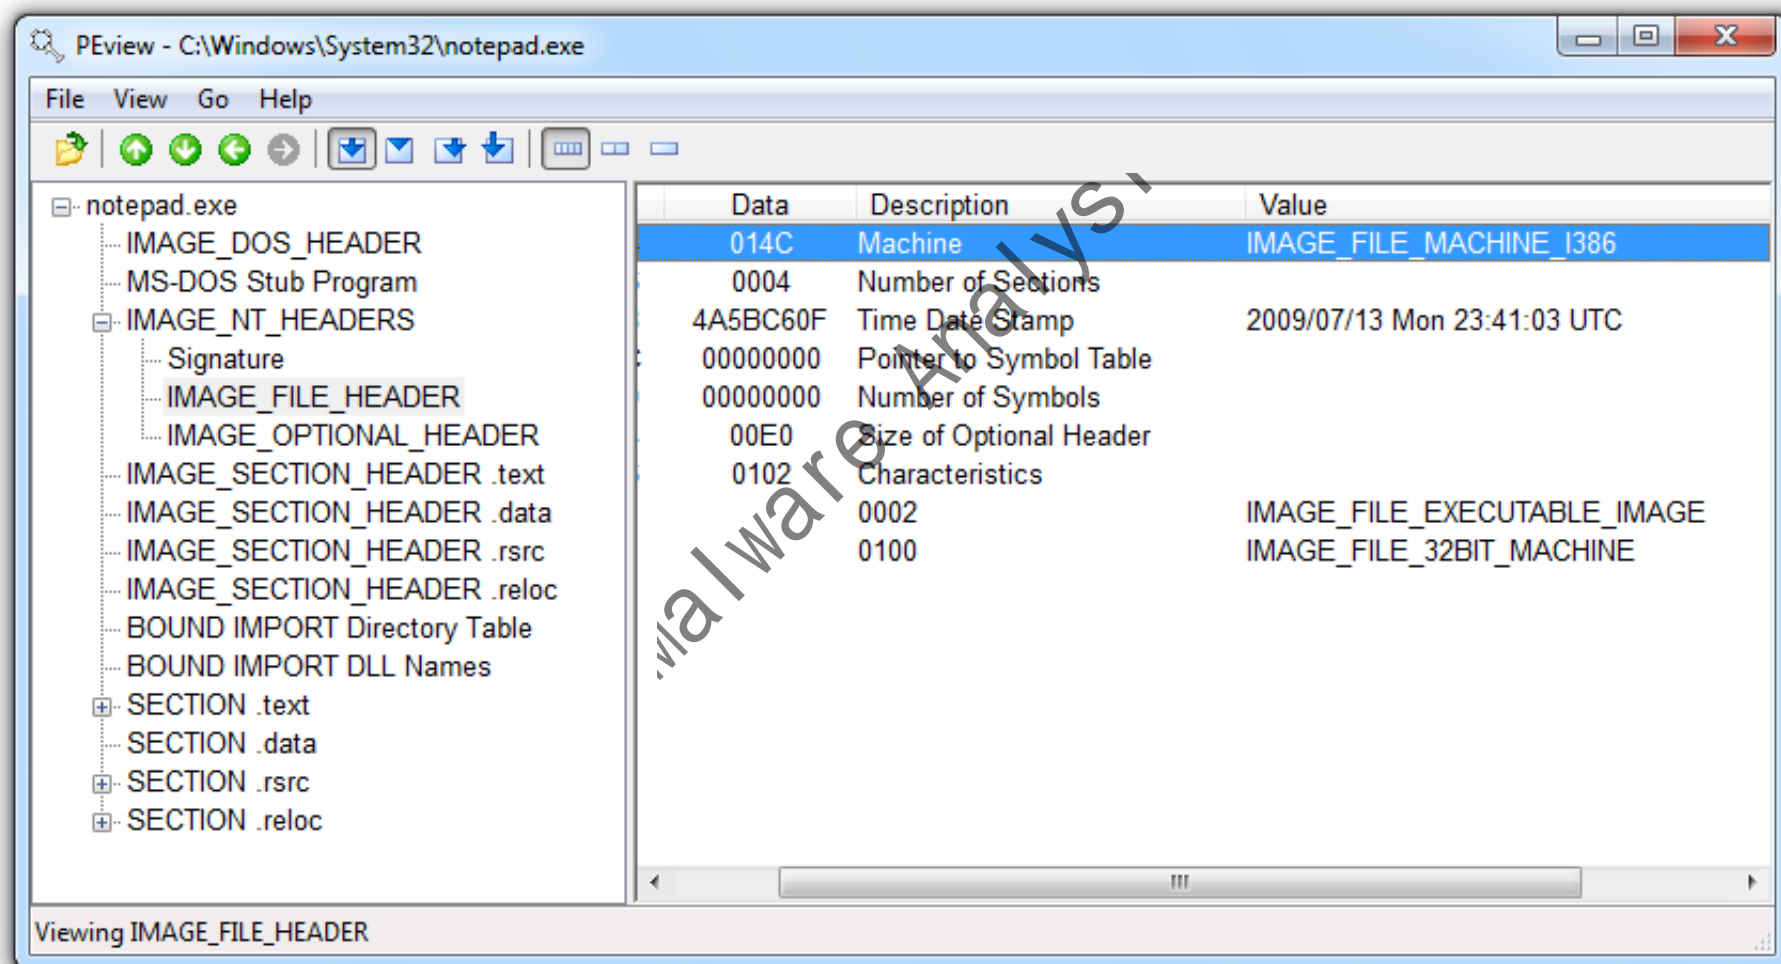 PEview - C:\Windows\System32\notepad.exe
File View Go Help
notepad.exe
IMAGE_DOS_HEADER
MS-DOS Stub Program
IMAGE_NT_HEADERS
Signature
IMAGE_FILE_HEADER
IMAGE_OPTIONAL_HEADER
IMAGE_SECTION_HEADER .text
IMAGE_SECTION_HEADER .data
IMAGE_SECTION_HEADER .rsrc
IMAGE_SECTION_HEADER .reloc
BOUND IMPORT Directory Table
BOUND IMPORT DLL Names
SECTION .text
SECTION .data
SECTION .rsrc
SECTION .reloc
Data Description Value
014C Machine IMAGE_FILE_MACHINE_I386
0004 Number of Sections
4A5BC60F Time Date Stamp 2009/07/13 Mon 23:41:03 UTC
00000000 Pointer to Symbol Table
00000000 Number of Symbols
00E0 Size of Optional Header
0102 Characteristics
0002 IMAGE_FILE_EXECUTABLE_IMAGE
0100 IMAGE_FILE_32BIT_MACHINE
Malware Analys
Viewing IMAGE_FILE_HEADER